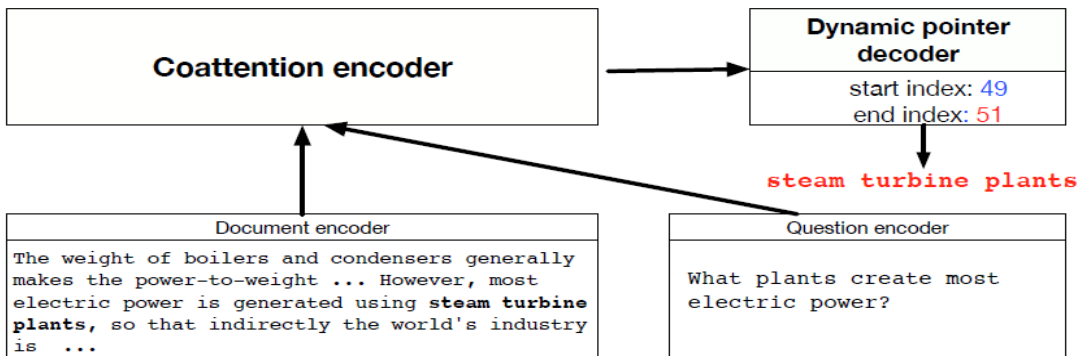 Coattention encoder
Dynamic pointer
decoder
start index: 49
end index: 51
steam turbine plants
Document encoder
The weight of boilers and condensers generally
makes the power-to-weight ... However, most
electric power is generated using steam turbine
plants, so that indirectly the world's industry
is ...
Question encoder
What plants create most
electric power?